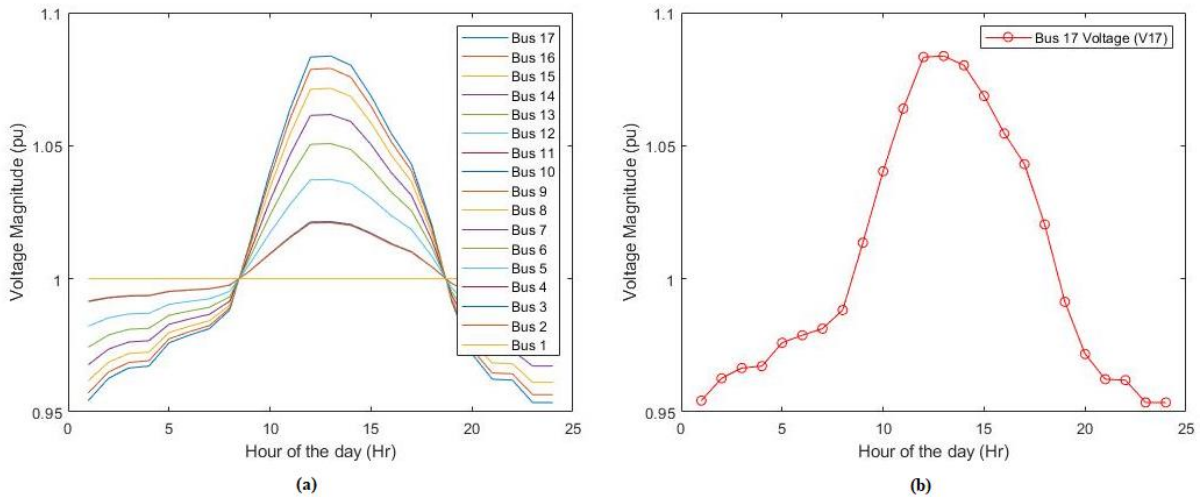 1.1
1.05
1
0.95
Voltage Magnitude (pu)
0
5
10
15
20
25
Hour of the day (Hr)
Bus 17
Bus 16
Bus 15
Bus 14
Bus 13
Bus 12
Bus 11
Bus 10
Bus 9
Bus 8
Bus 7
Bus 6
Bus 5
Bus 4
Bus 3
Bus 2
Bus 1
(a)
1.1
1.05
1
0.95
Voltage Magnitude (pu)
0
5
10
15
20
25
Hour of the day (Hr)
Bus 17 Voltage (V17)
(b)